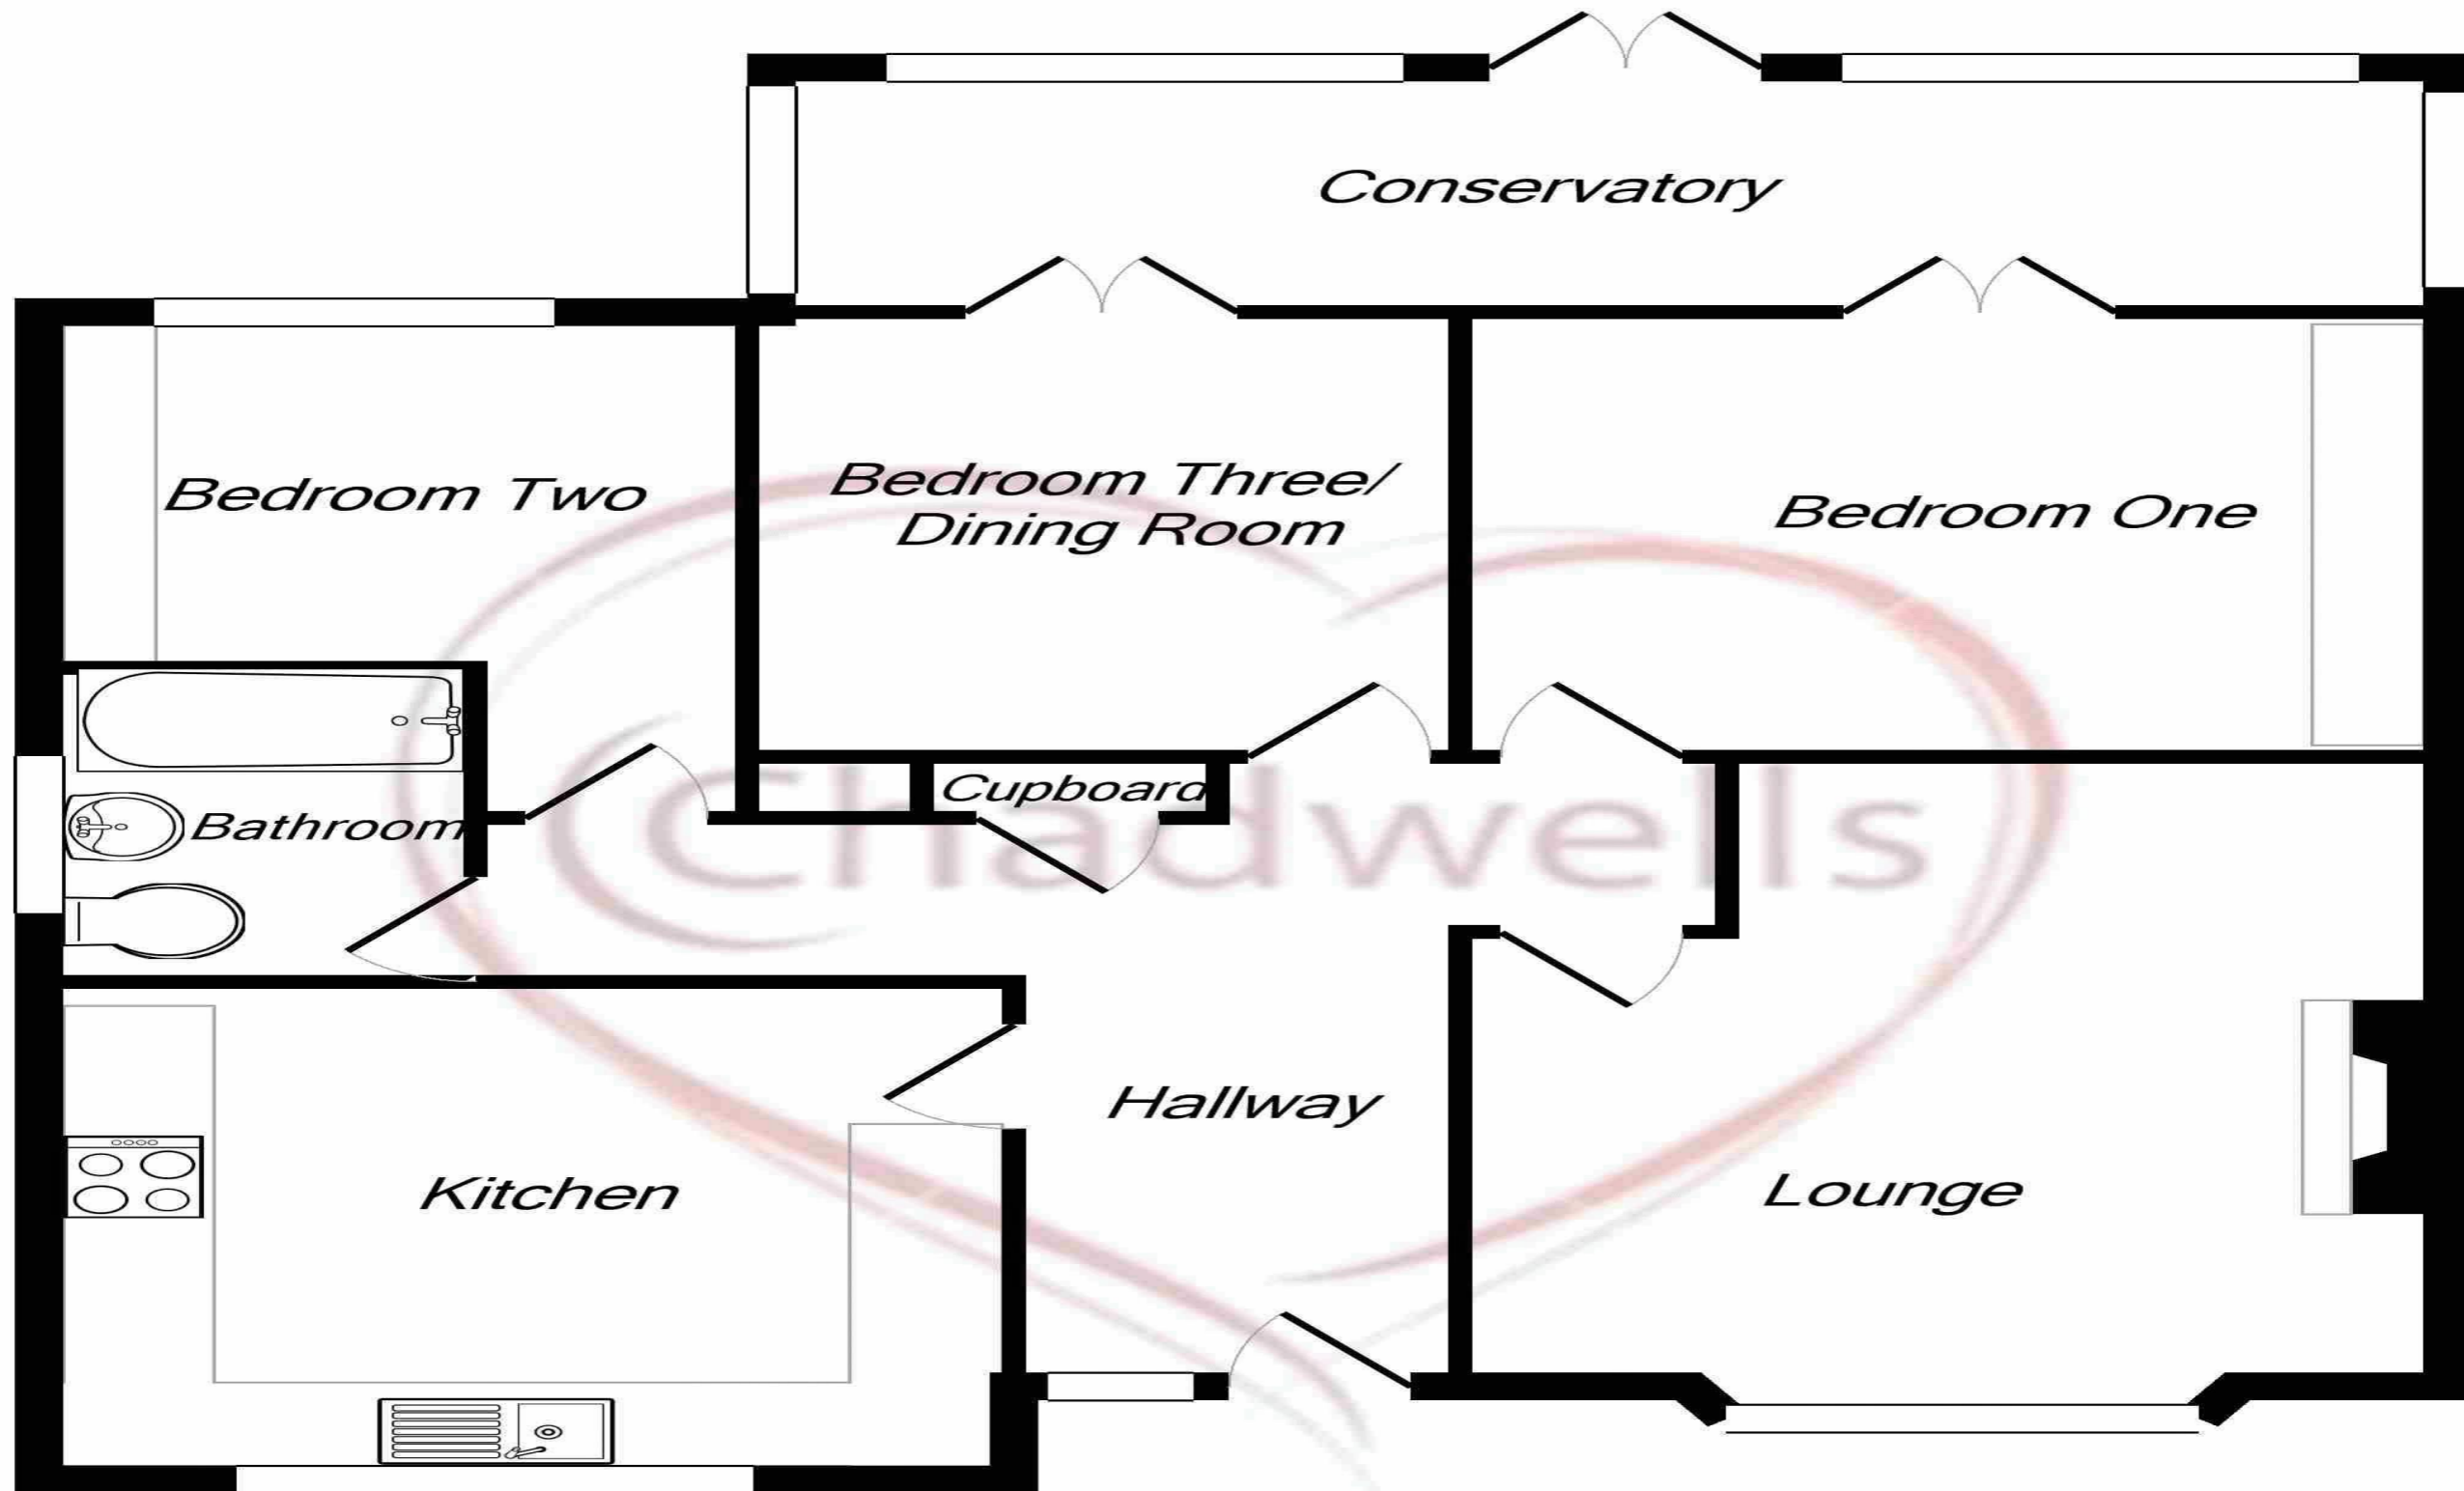 Conservatory
Bedroom Two
Bedroom Three/
Dining Room
Bedroom One
Cupboard
Bathroom
Chadwells
Hallway
Kitchen
Lounge